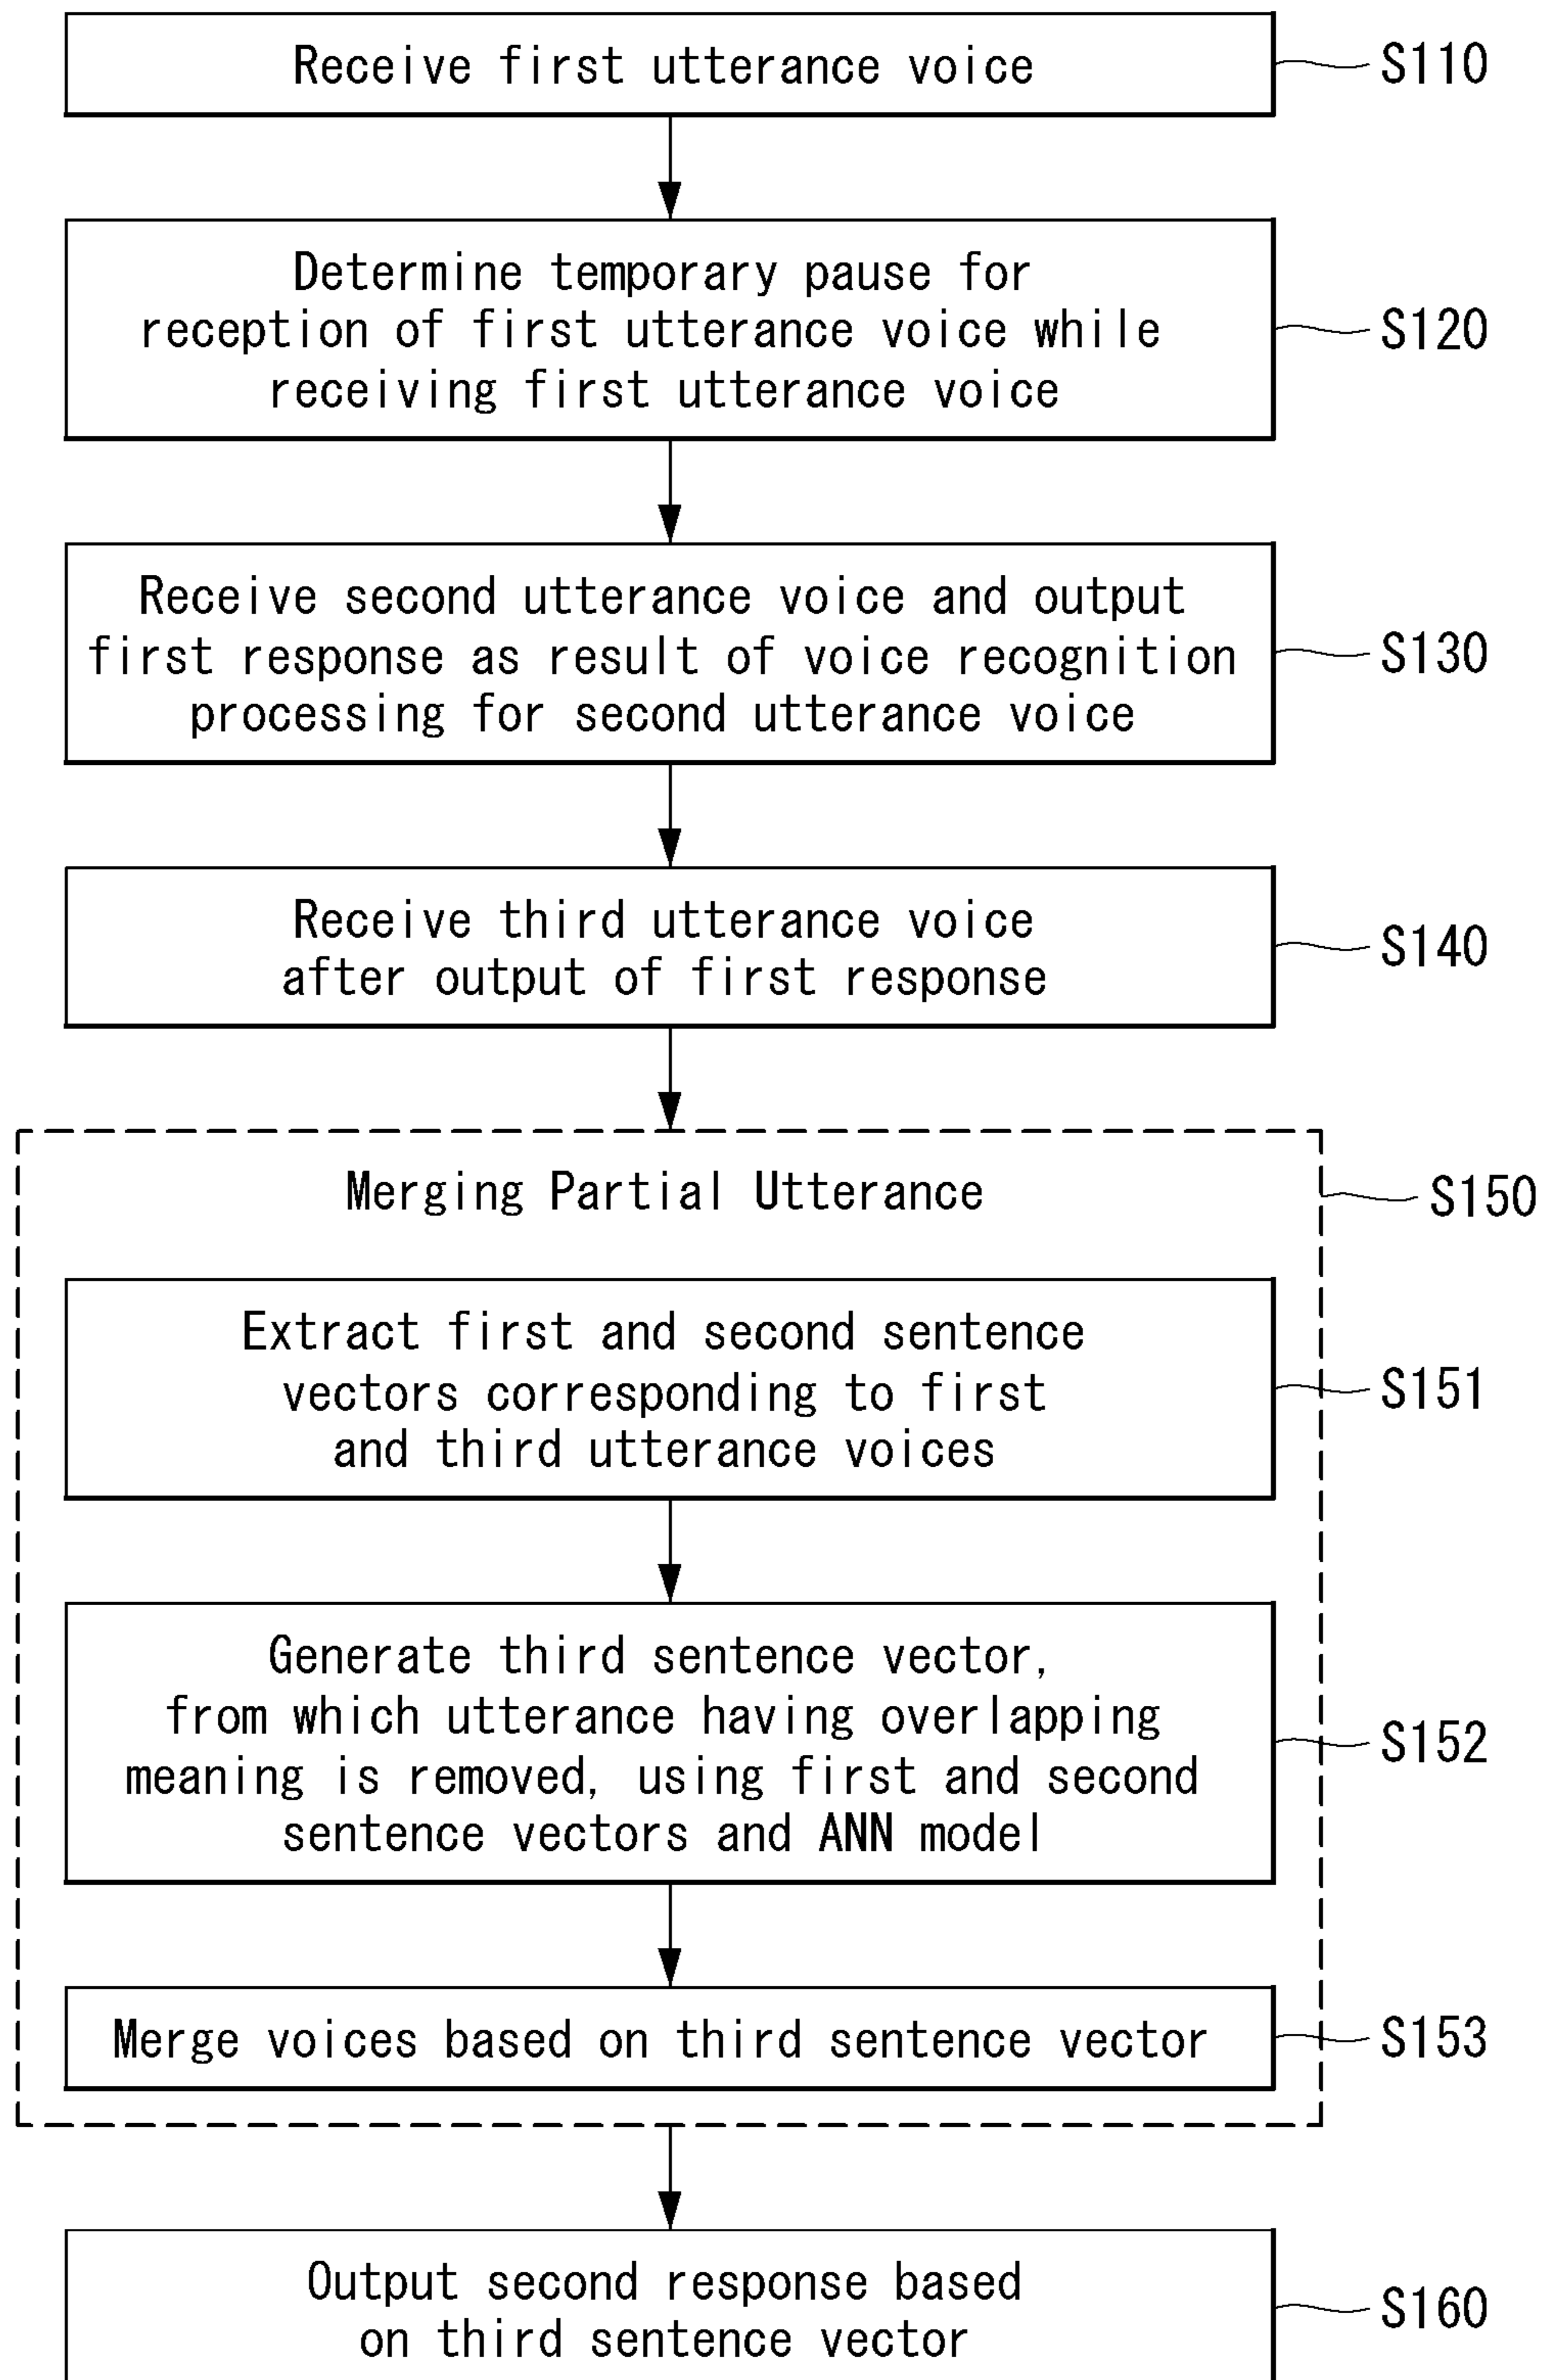 Receive first utterance voice
S110
Determine temporary pause for
reception of first utterance voice while
receiving first utterance voice
S120
Receive second utterance voice and output
first response as result of voice recognition
processing for second utterance voice
S130
Receive third utterance voice
after output of first response
S140
Merging Partial Utterance
S150
Extract first and second sentence
vectors corresponding to first
and third utterance voices
S151
Generate third sentence vector,
from which utterance having overlapping
meaning is removed, using first and second
sentence vectors and ANN model
S152
Merge voices based on third sentence vector
S153
Output second response based
on third sentence vector
S160